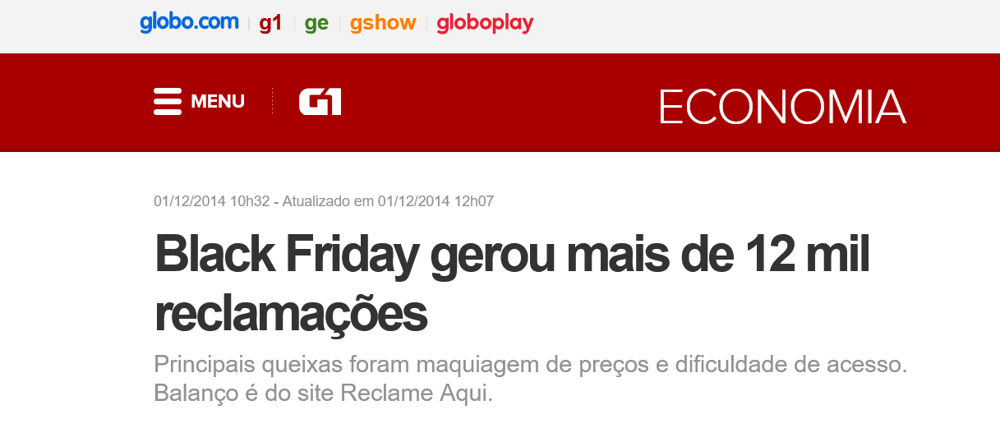 globo.com g1 ge gshow globoplay
MENU G1 ECONOMIA
01/12/2014 10h32 - Atualizado em 01/12/2014 12h07
Black Friday gerou mais de 12 mil
reclamações
Principais queixas foram maquiagem de preços e dificuldade de acesso.
Balanço é do site Reclame Aqui.